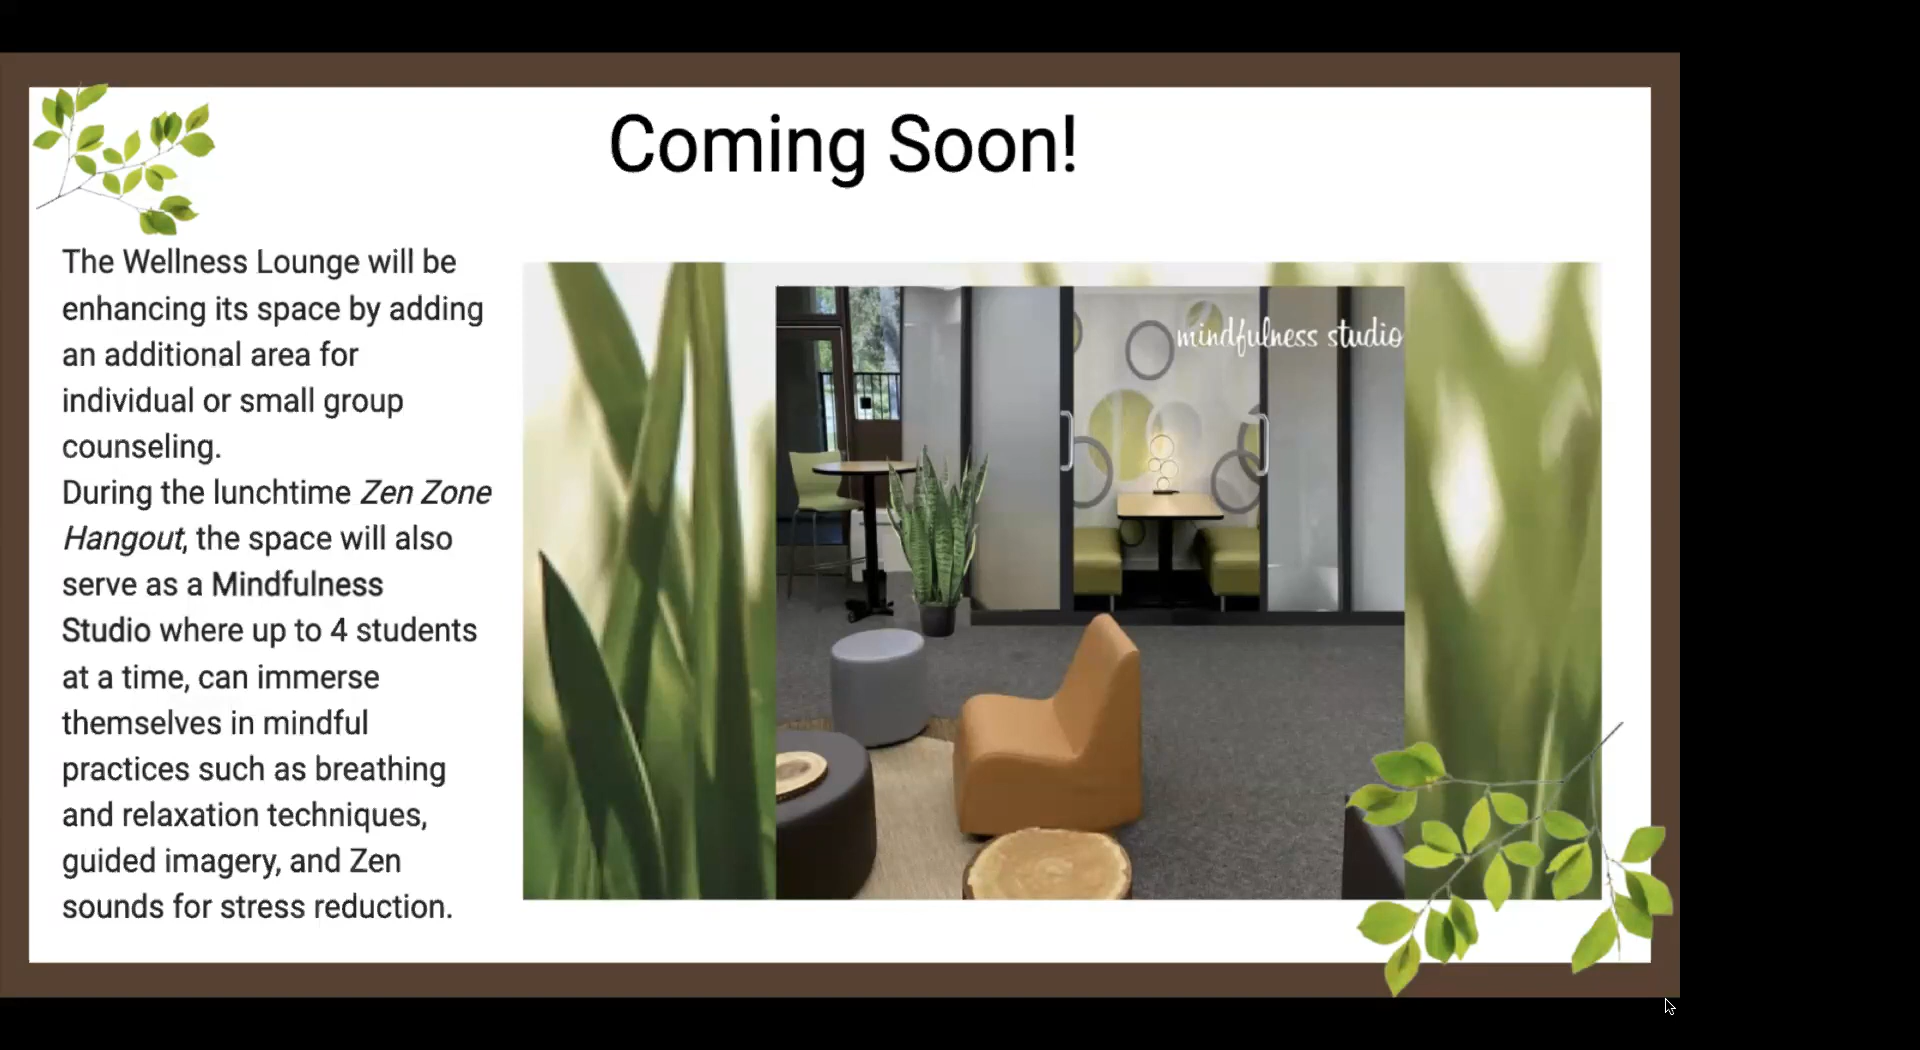 Coming Soon!
The Wellness Lounge will be
enhancing its space by adding
an additional area for
individual or small group
counseling.
During the lunchtime Zen Zone
Hangout, the space will also
serve as a Mindfulness
Studio where up to 4 students
at a time, can immerse
themselves in mindful
practices such as breathing
and relaxation techniques,
guided imagery, and Zen
sounds for stress reduction.
mindfulness studio